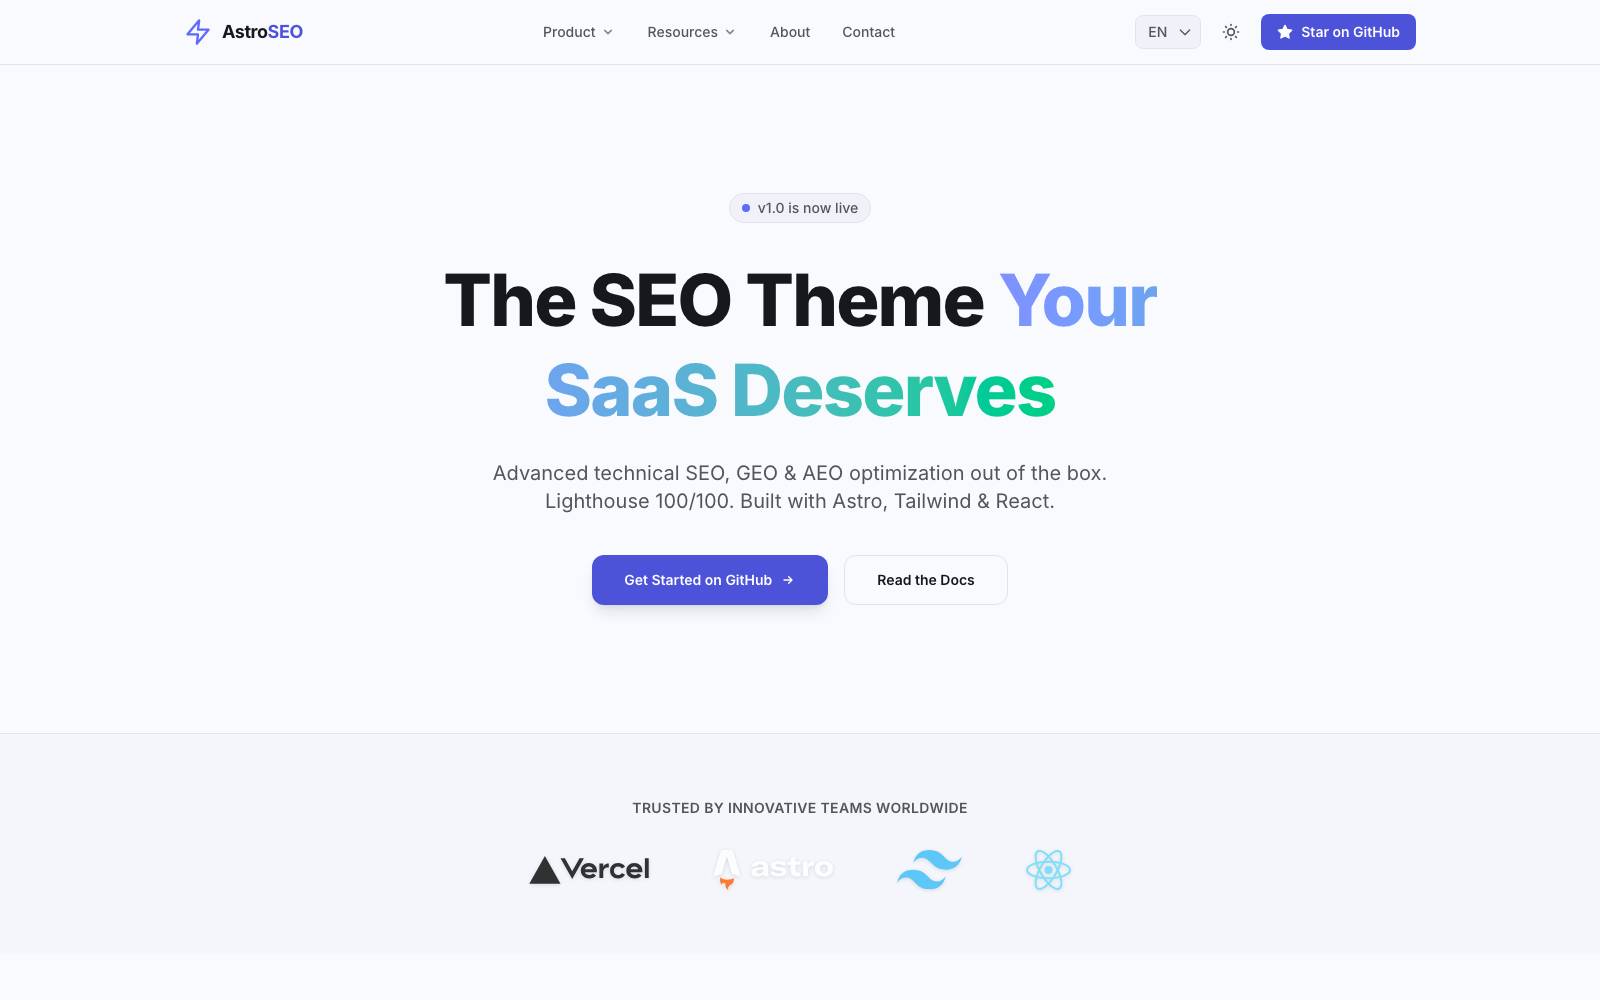 AstroSEO
Product
Resources
About
Contact
EN
Star on GitHub
v1.0 is now live
The SEO Theme Your
SaaS Deserves
Advanced technical SEO, GEO & AEO optimization out of the box.
Lighthouse 100/100. Built with Astro, Tailwind & React.
Get Started on GitHub →
Read the Docs
TRUSTED BY INNOVATIVE TEAMS WORLDWIDE
Vercel
astro